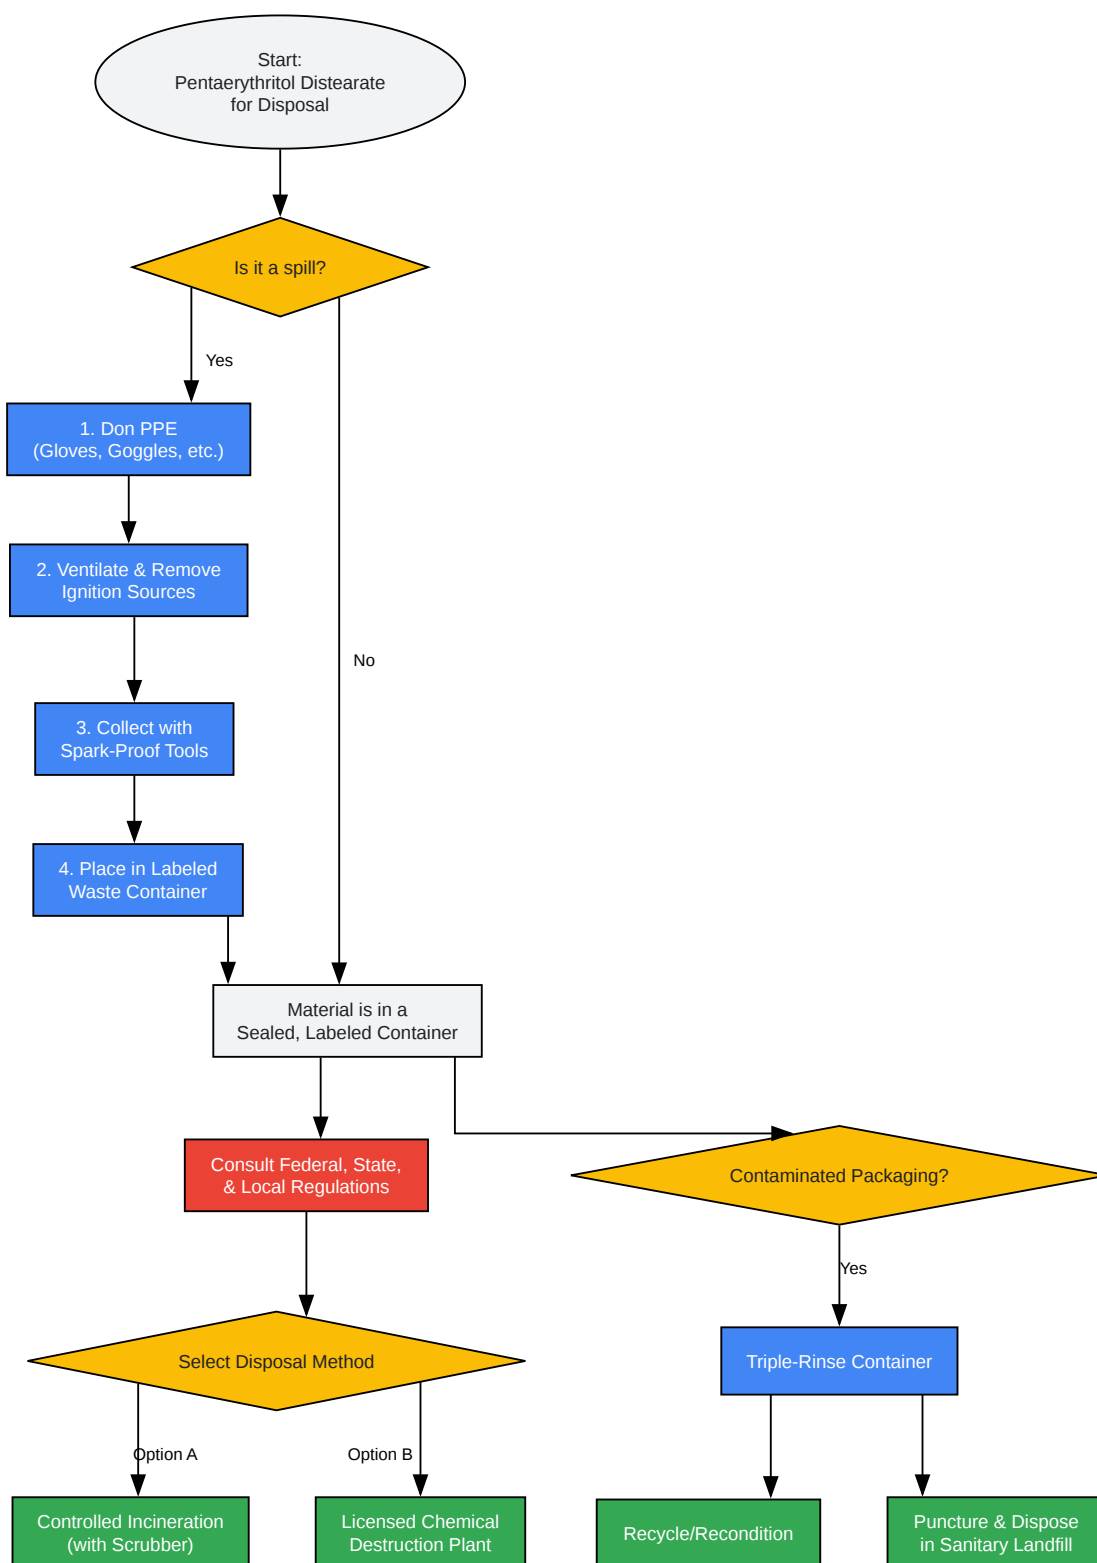 Start:
Pentaerythritol Distearate
for Disposal
Is it a spill?
Yes
1. Don PPE
(Gloves, Goggles, etc.)
2. Ventilate & Remove
Ignition Sources
No
3. Collect with
Spark-Proof Tools
4. Place in Labeled
Waste Container
Material is in a
Sealed, Labeled Container
Consult Federal, State,
& Local Regulations
Contaminated Packaging?
Yes
Select Disposal Method
Triple-Rinse Container
Option A
Option B
Controlled Incineration
(with Scrubber)
Licensed Chemical
Destruction Plant
Recycle/Recondition
Puncture & Dispose
in Sanitary Landfill